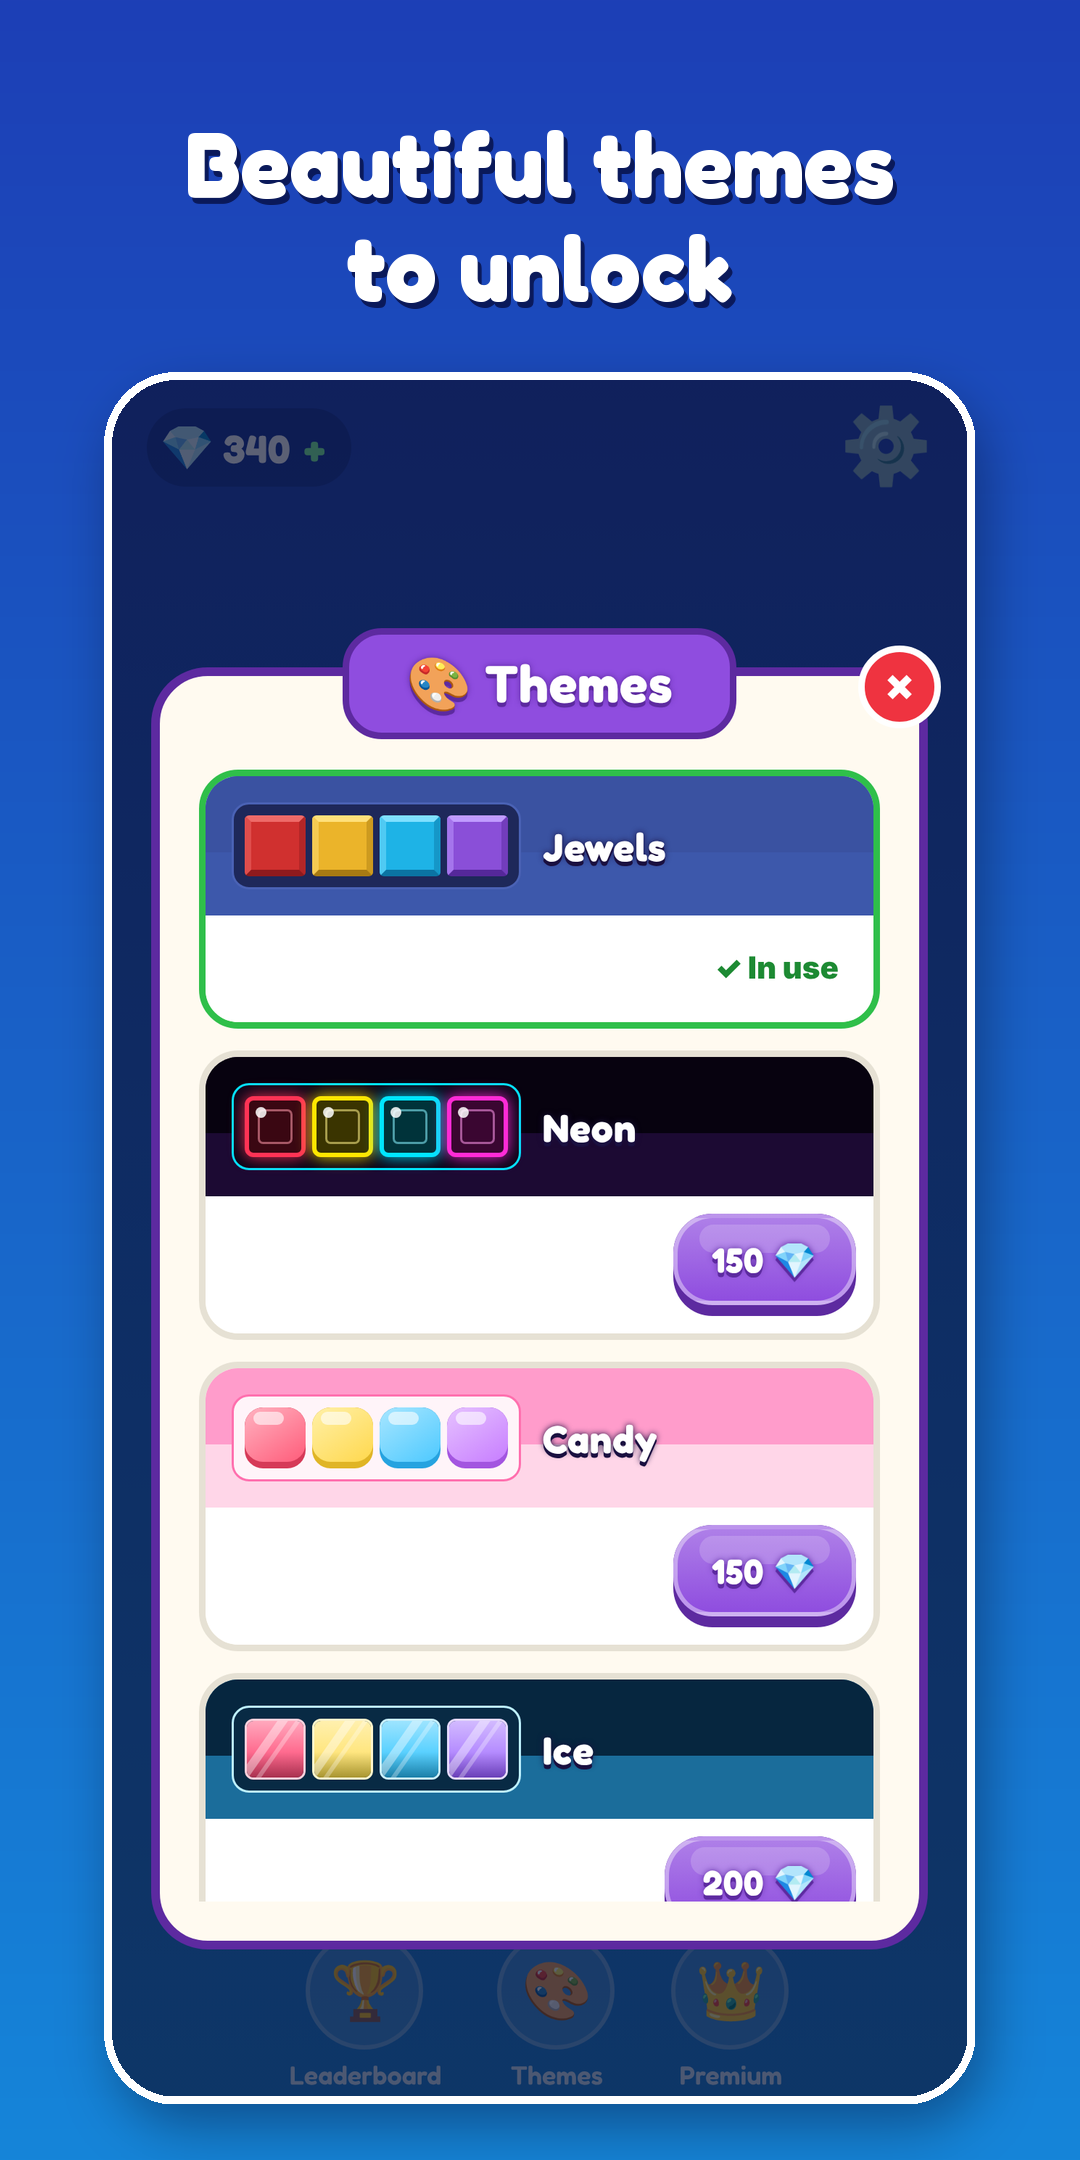 Beautiful themes
to unlock
340 +
Themes
Jewels
✓ In use
Neon
150
Candy
150
Ice
200
Leaderboard
Themes
Premium